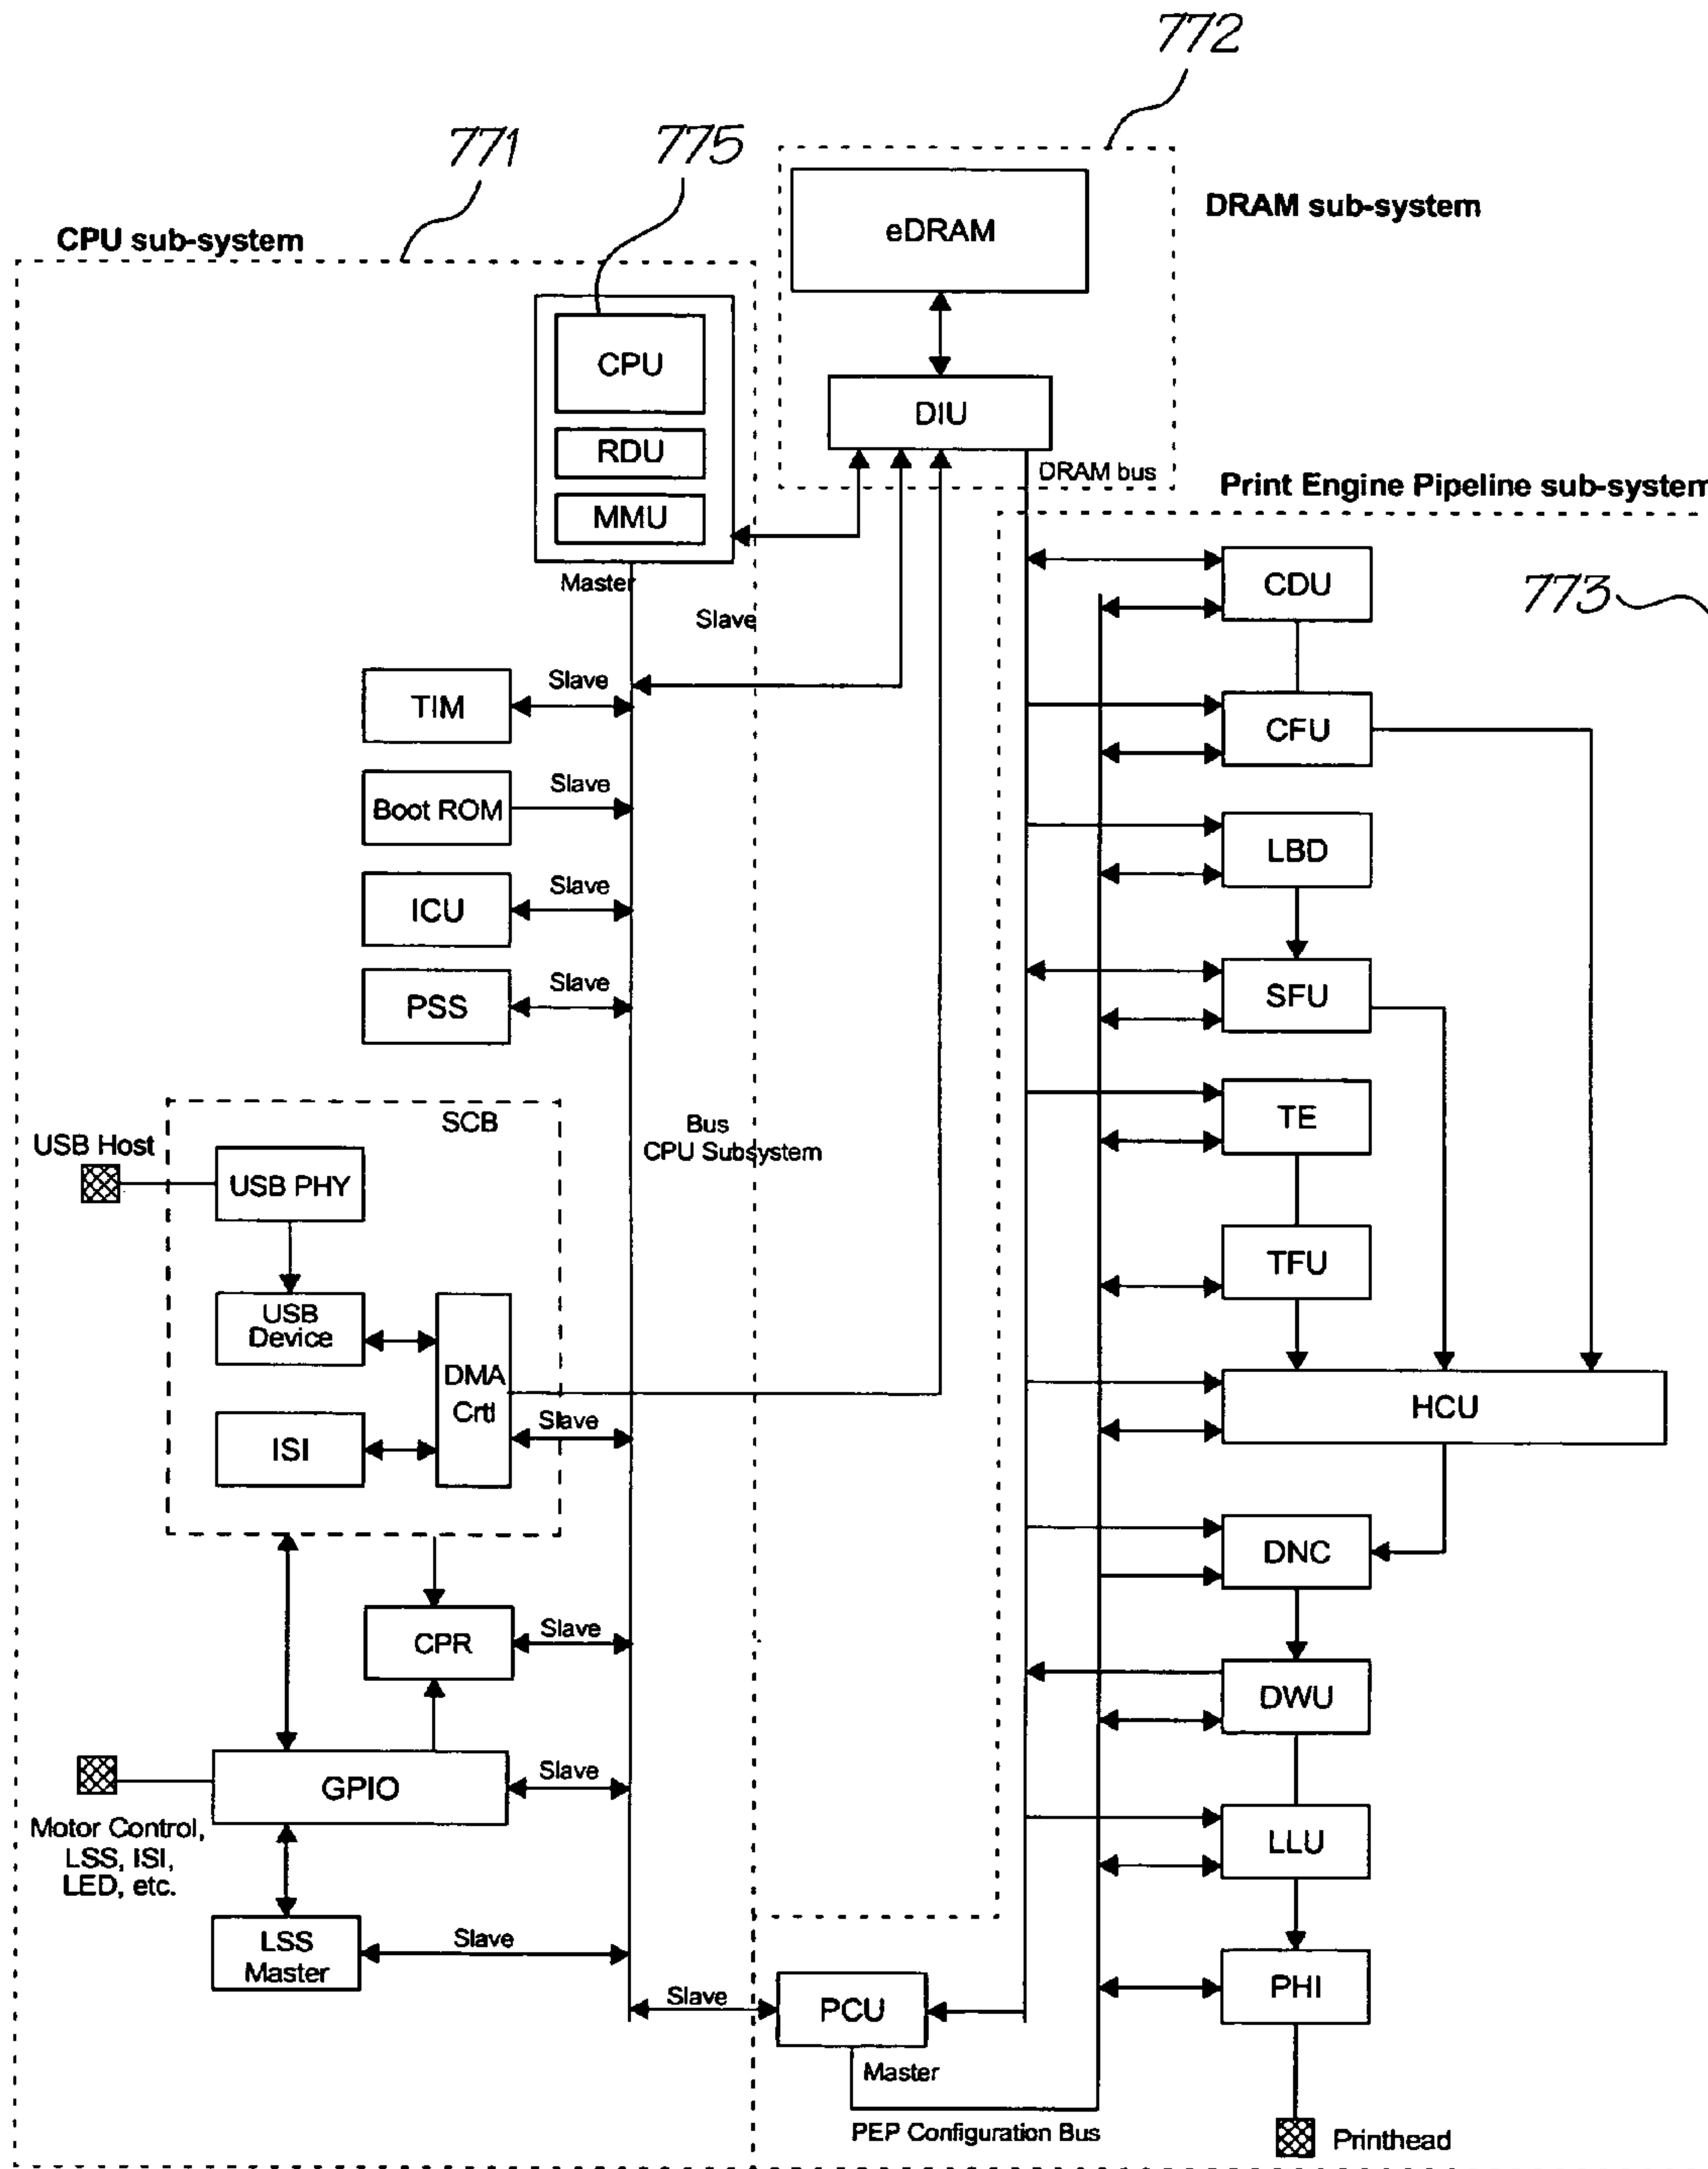 772
771
775
DRAM sub-system
CPU sub-system
eDRAM
CPU
DIU
RDU
DRAM bus
MMU
Print Engine Pipeline sub-system
Master
Slave
CDU
773
TIM
Slave
CFU
Boot ROM
Slave
LBD
ICU
Slave
PSS
Slave
SFU
SCB
TE
Bus
CPU Subsystem
USB Host
USB PHY
TFU
USB
Device
DMA
Crtl
Slave
HCU
ISI
DNC
CPR
Slave
DWU
GPIO
Slave
Motor Control,
LSS, ISI,
LED, etc.
LLU
LSS
Master
Slave
Slave
PCU
PHI
Master
PEP Configuration Bus
Printhead